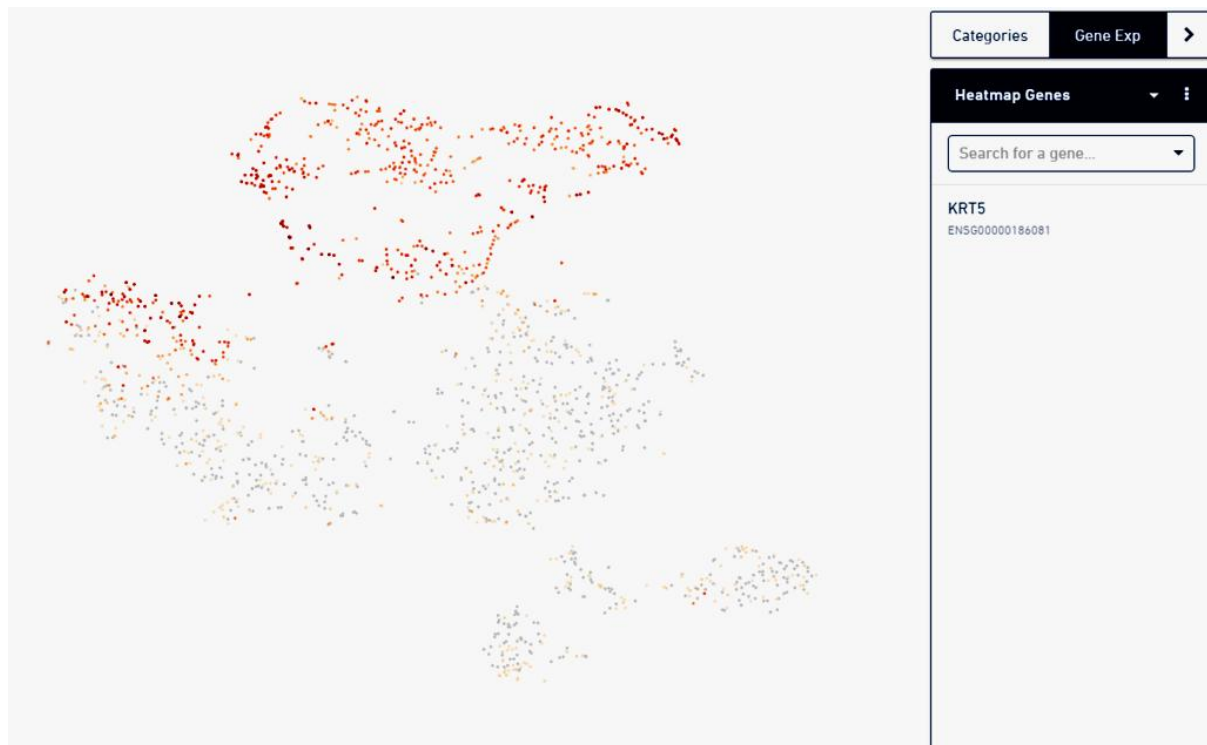 Categories Gene Exp
Heatmap Genes
Search for a gene...
KRT5
ENSG00000186081